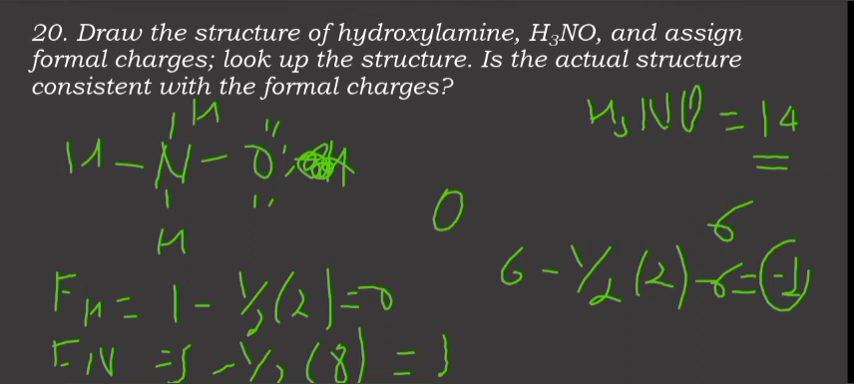 20. Draw the structure of hydroxylamine, H₃NO, and assign
formal charges; look up the structure. Is the actual structure
consistent with the formal charges?
H₃NO = 14
H
H - N - O
H
O
6
6 - 1/2 (2) - 6 = -1
F H = 1 - 1/2 (2) = 0
F N = 5 - 1/2 (8) = 1